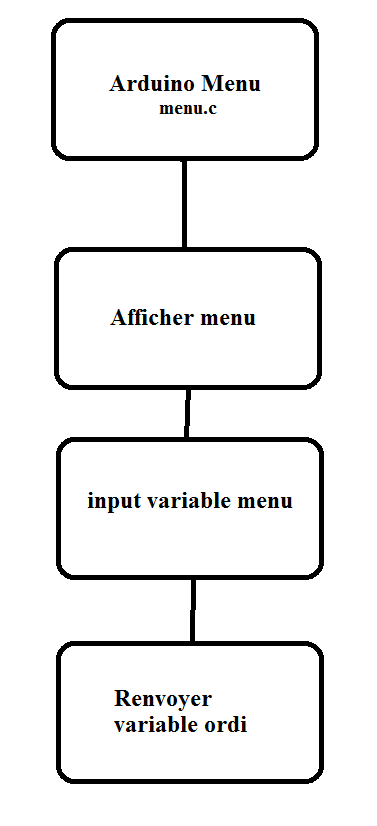 Arduino Menu
menu.c
Afficher menu
input variable menu
Renvoyer
variable ordi